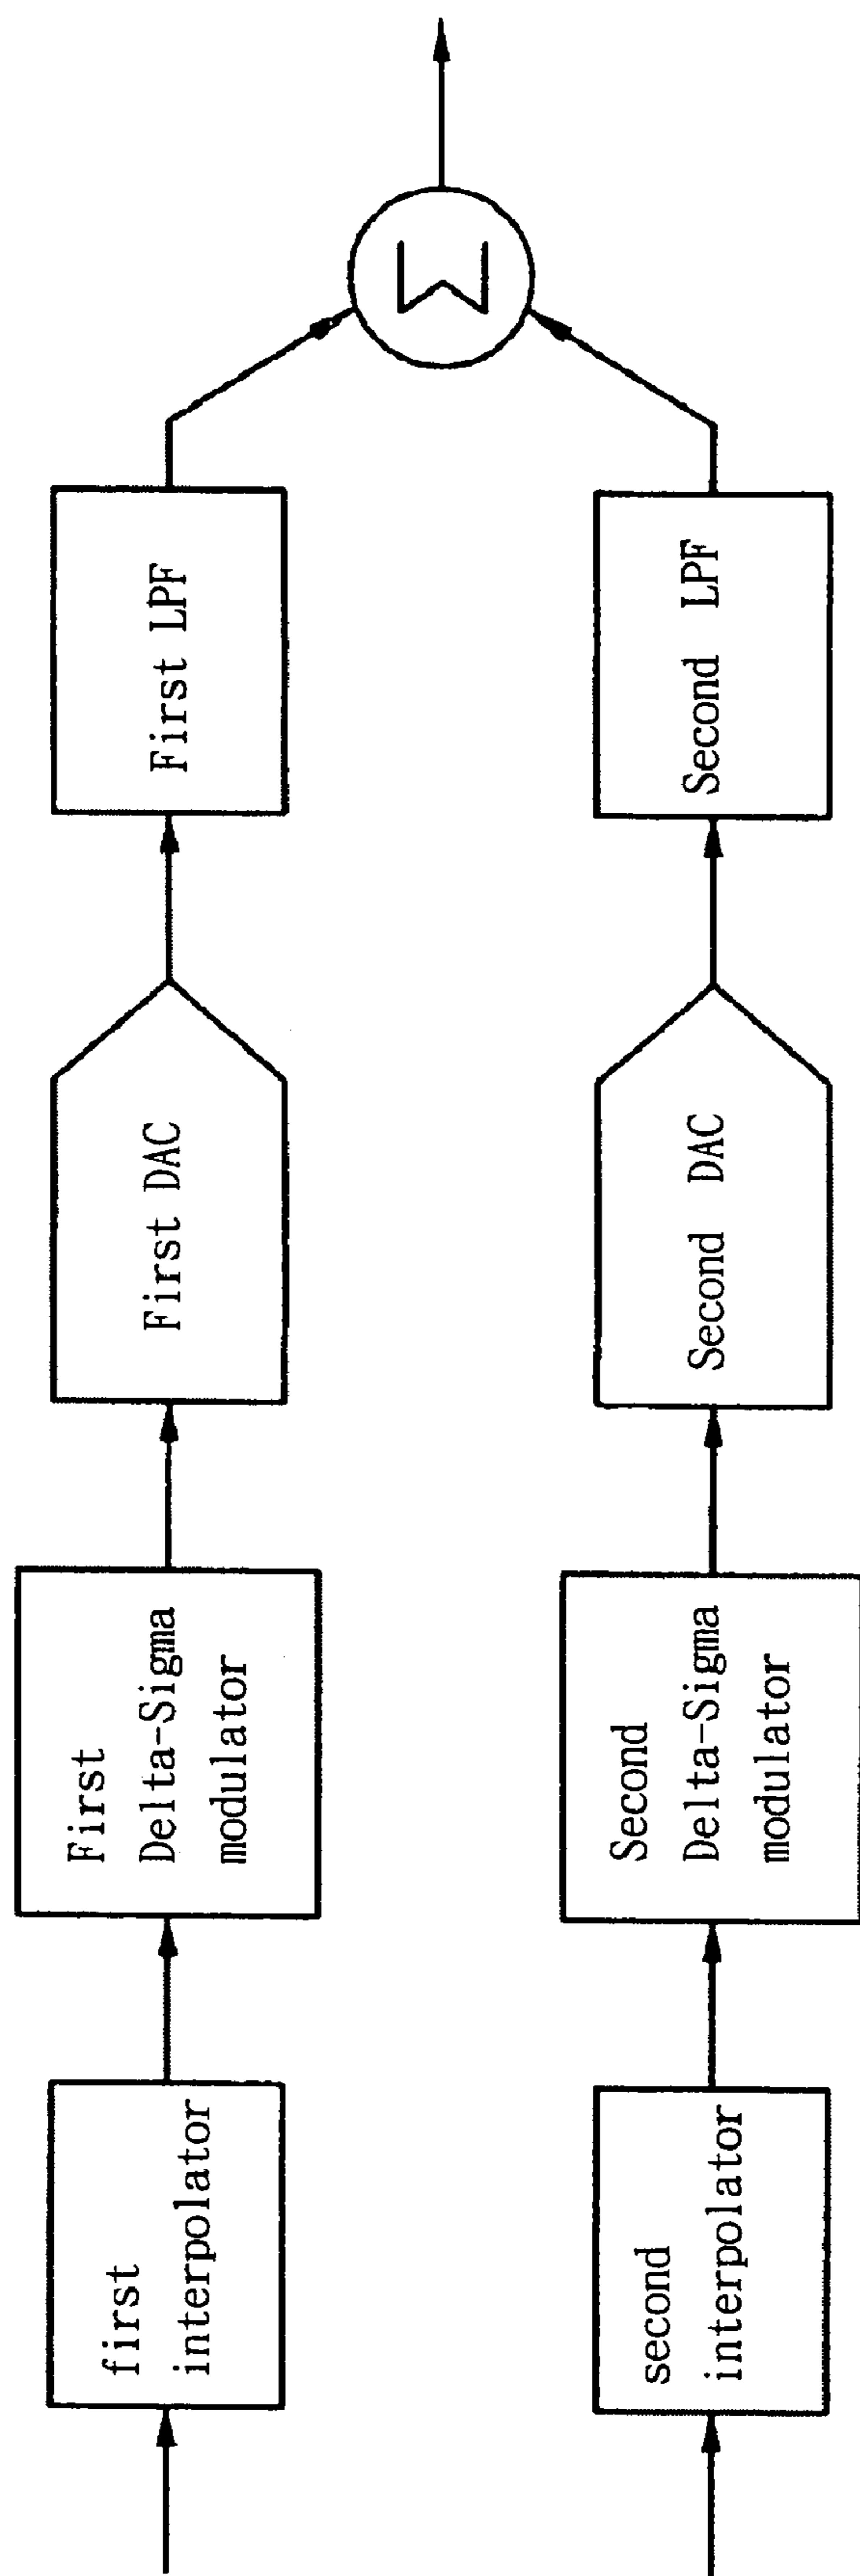 first
interpolator
First
Delta-Sigma
modulator
First DAC
First LPF
Σ
second
interpolator
Second
Delta-Sigma
modulator
Second DAC
Second LPF